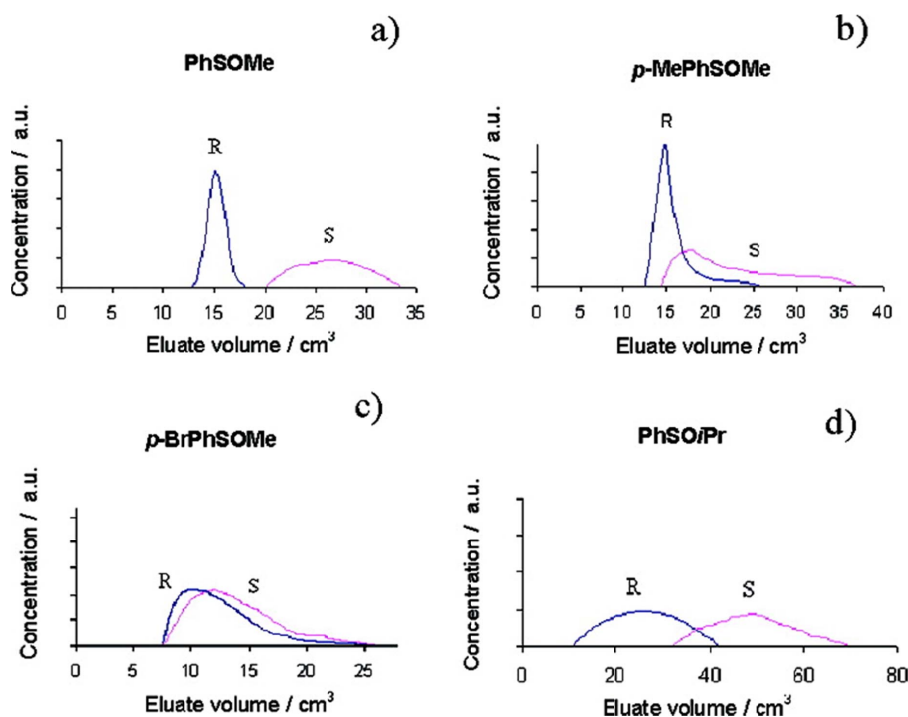 a)
PhSOMe
Concentration / a.u.
R
S
0 5 10 15 20 25 30 35
Eluate volume / cm³
b)
p-MePhSOMe
Concentration / a.u.
R
S
0 5 10 15 20 25 30 35 40
Eluate volume / cm³
c)
p-BrPhSOMe
Concentration / a.u.
R
S
0 5 10 15 20 25
Eluate volume / cm³
d)
PhSOiPr
Concentration / a.u.
R
S
0 20 40 60 80
Eluate volume / cm³